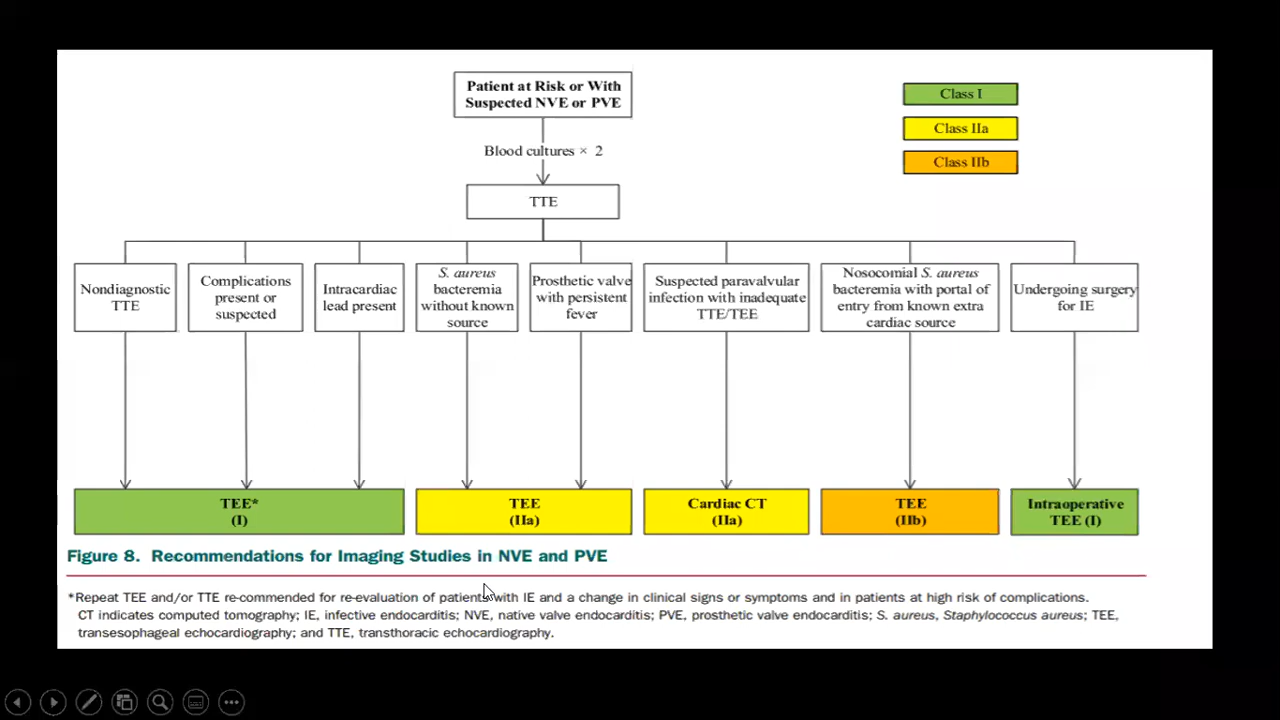 Patient at Risk or With
Suspected NVE or PVE
Class I
Class IIa
Class IIb
Blood cultures × 2
TTE
Nondiagnostic
TTE
Complications
present or
suspected
Intracardiac
lead present
S. aureus
bacteremia
without known
source
Prosthetic valve
with persistent
fever
Suspected paravalvular
infection with inadequate
TTE/TEE
Nosocomial S. aureus
bacteremia with portal of
entry from known extra
cardiac source
Undergoing surgery
for IE
TEE*
(I)
TEE
(IIa)
Cardiac CT
(IIa)
TEE
(IIb)
Intraoperative
TEE (I)
Figure 8. Recommendations for Imaging Studies in NVE and PVE
*Repeat TEE and/or TTE recommended for re-evaluation of patients with IE and a change in clinical signs or symptoms and in patients at high risk of complications.
CT indicates computed tomography; IE, infective endocarditis; NVE, native valve endocarditis; PVE, prosthetic valve endocarditis; S. aureus, Staphylococcus aureus; TEE,
transesophageal echocardiography; and TTE, transthoracic echocardiography.